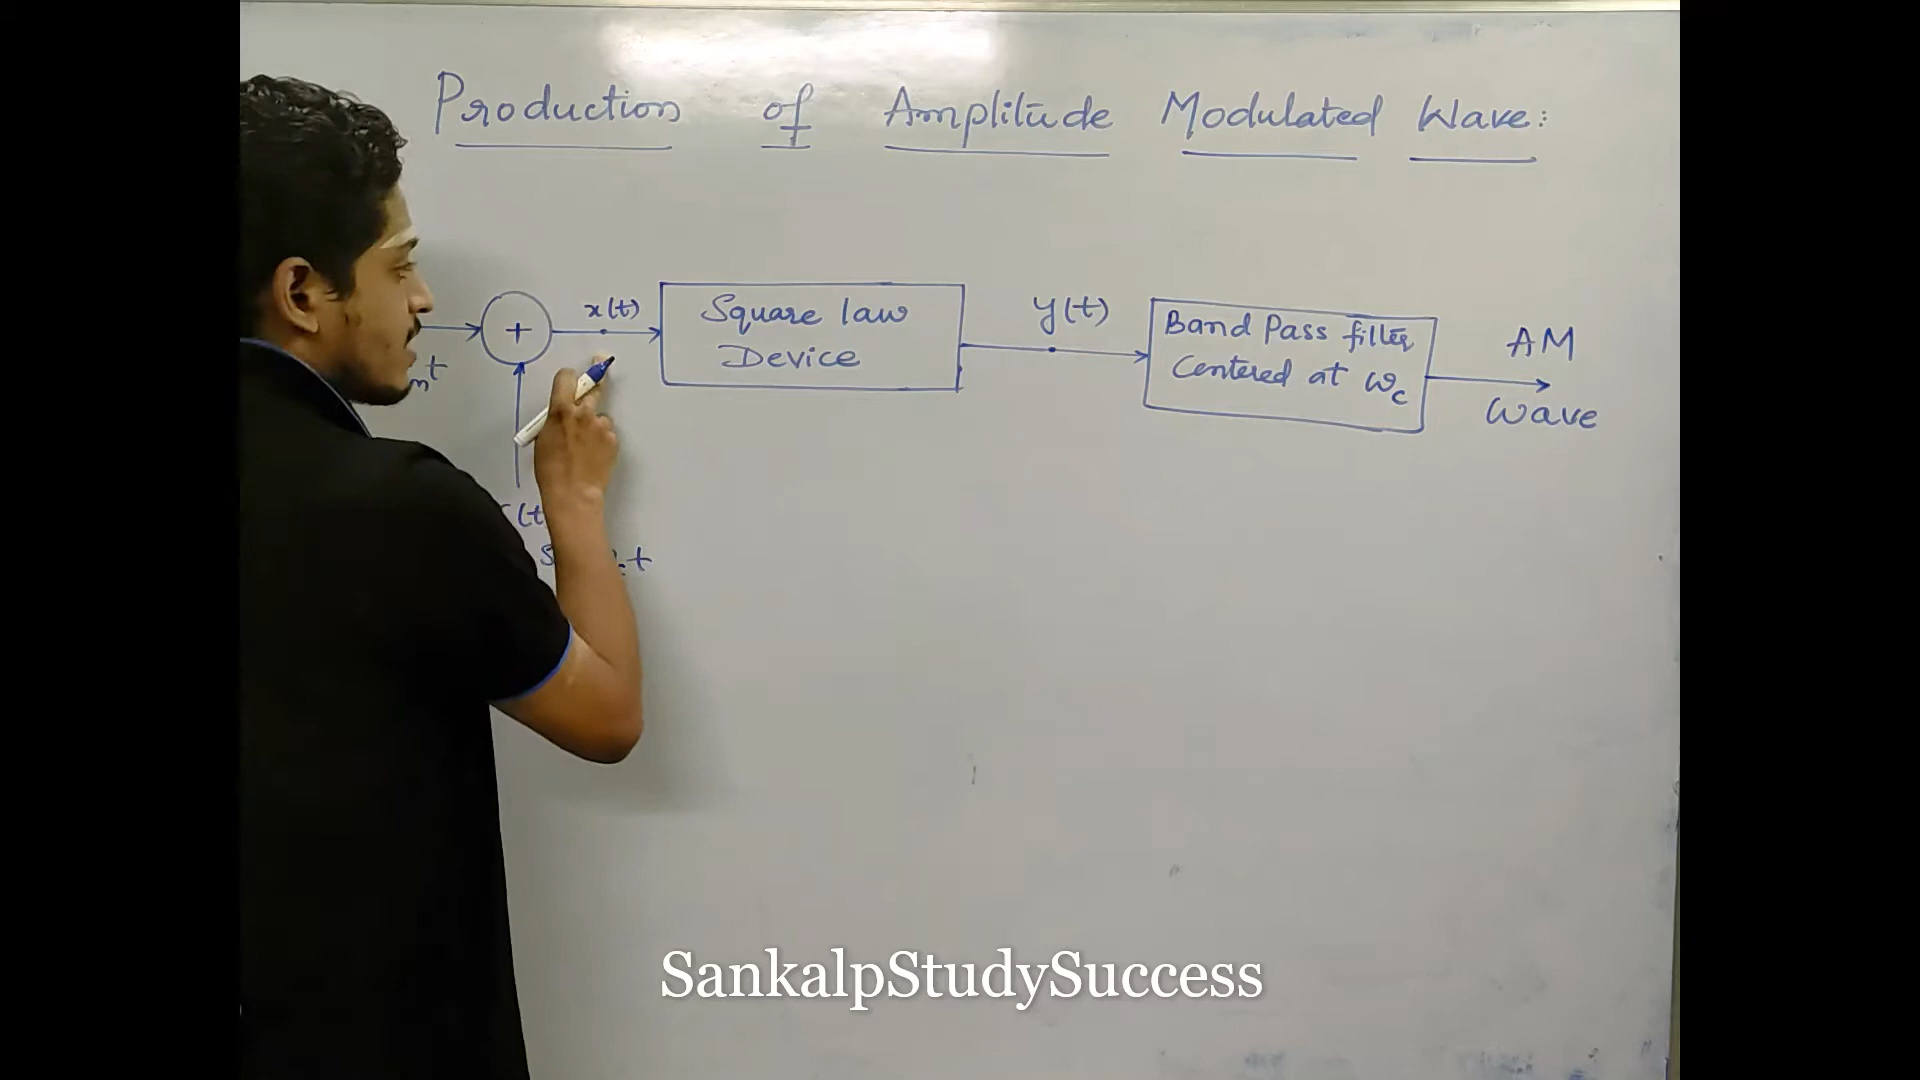 Production of Amplitude Modulated Wave:
x(t)
+
Square law
Device
y(t)
Band Pass filter
Centered at ωc
AM
Wave
SankalpStudySuccess